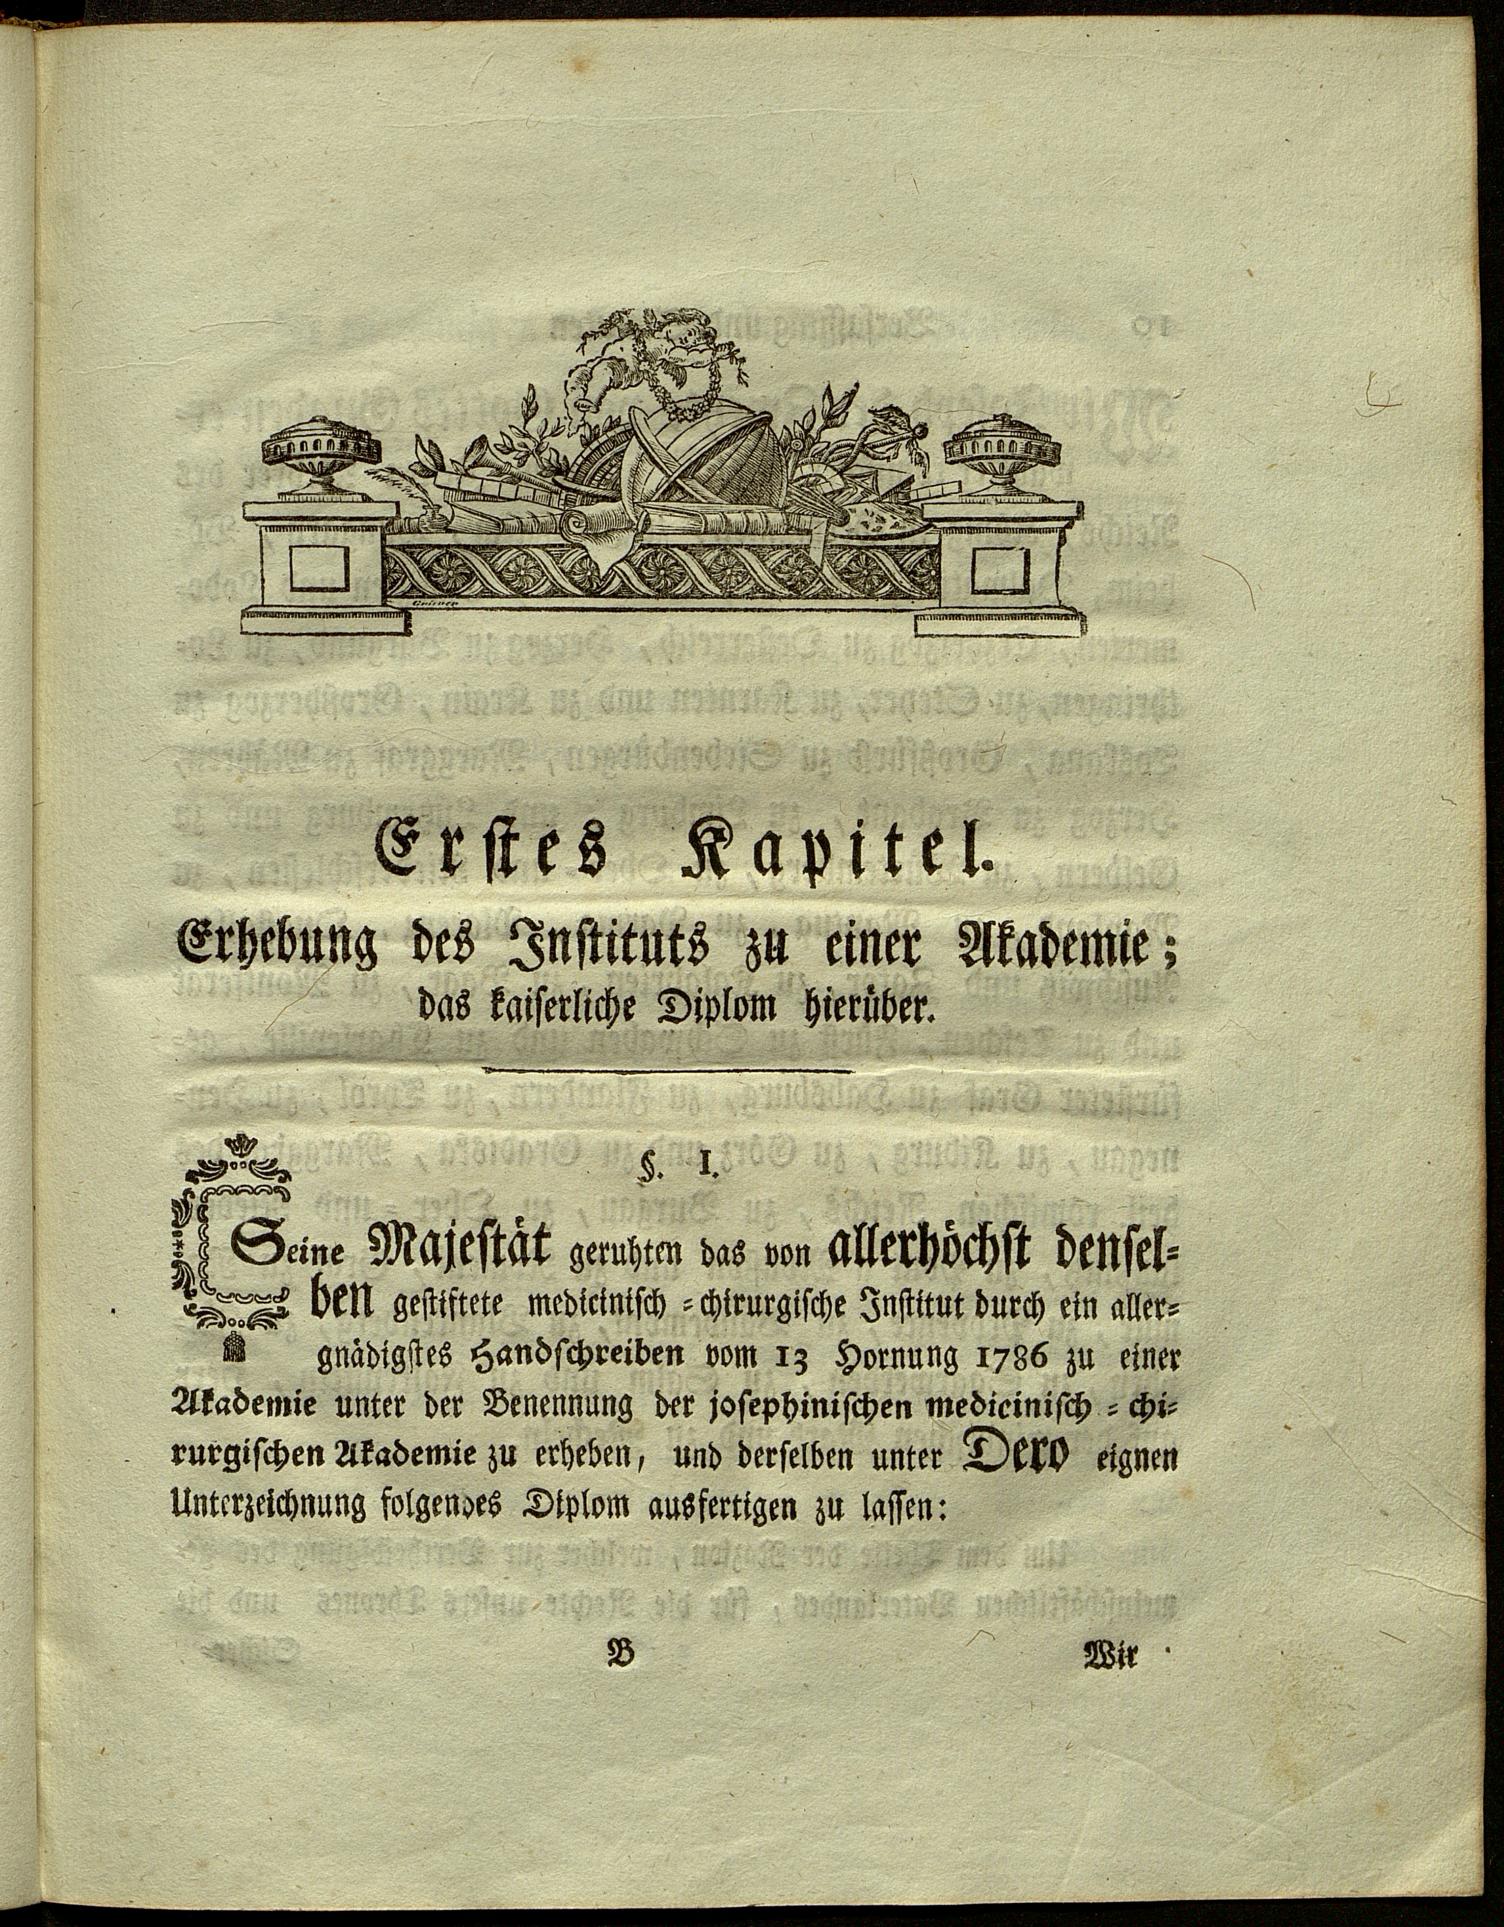 Erstes Kapitel.
Erhebung des Instituts zu einer Akademie;
das kaiserliche Diplom hierüber.
§. 1.
Seine Majestät geruhten das von allerhöchst densel-
ben gestiftete medicinisch-chirurgische Institut durch ein aller-
gnädigstes Handschreiben vom 13 Hornung 1786 zu einer
Akademie unter der Benennung der josephinischen medicinisch-chi-
rurgischen Akademie zu erheben, und derselben unter Dero eignen
Unterzeichnung folgendes Diplom ausfertigen zu lassen:
B
Wir